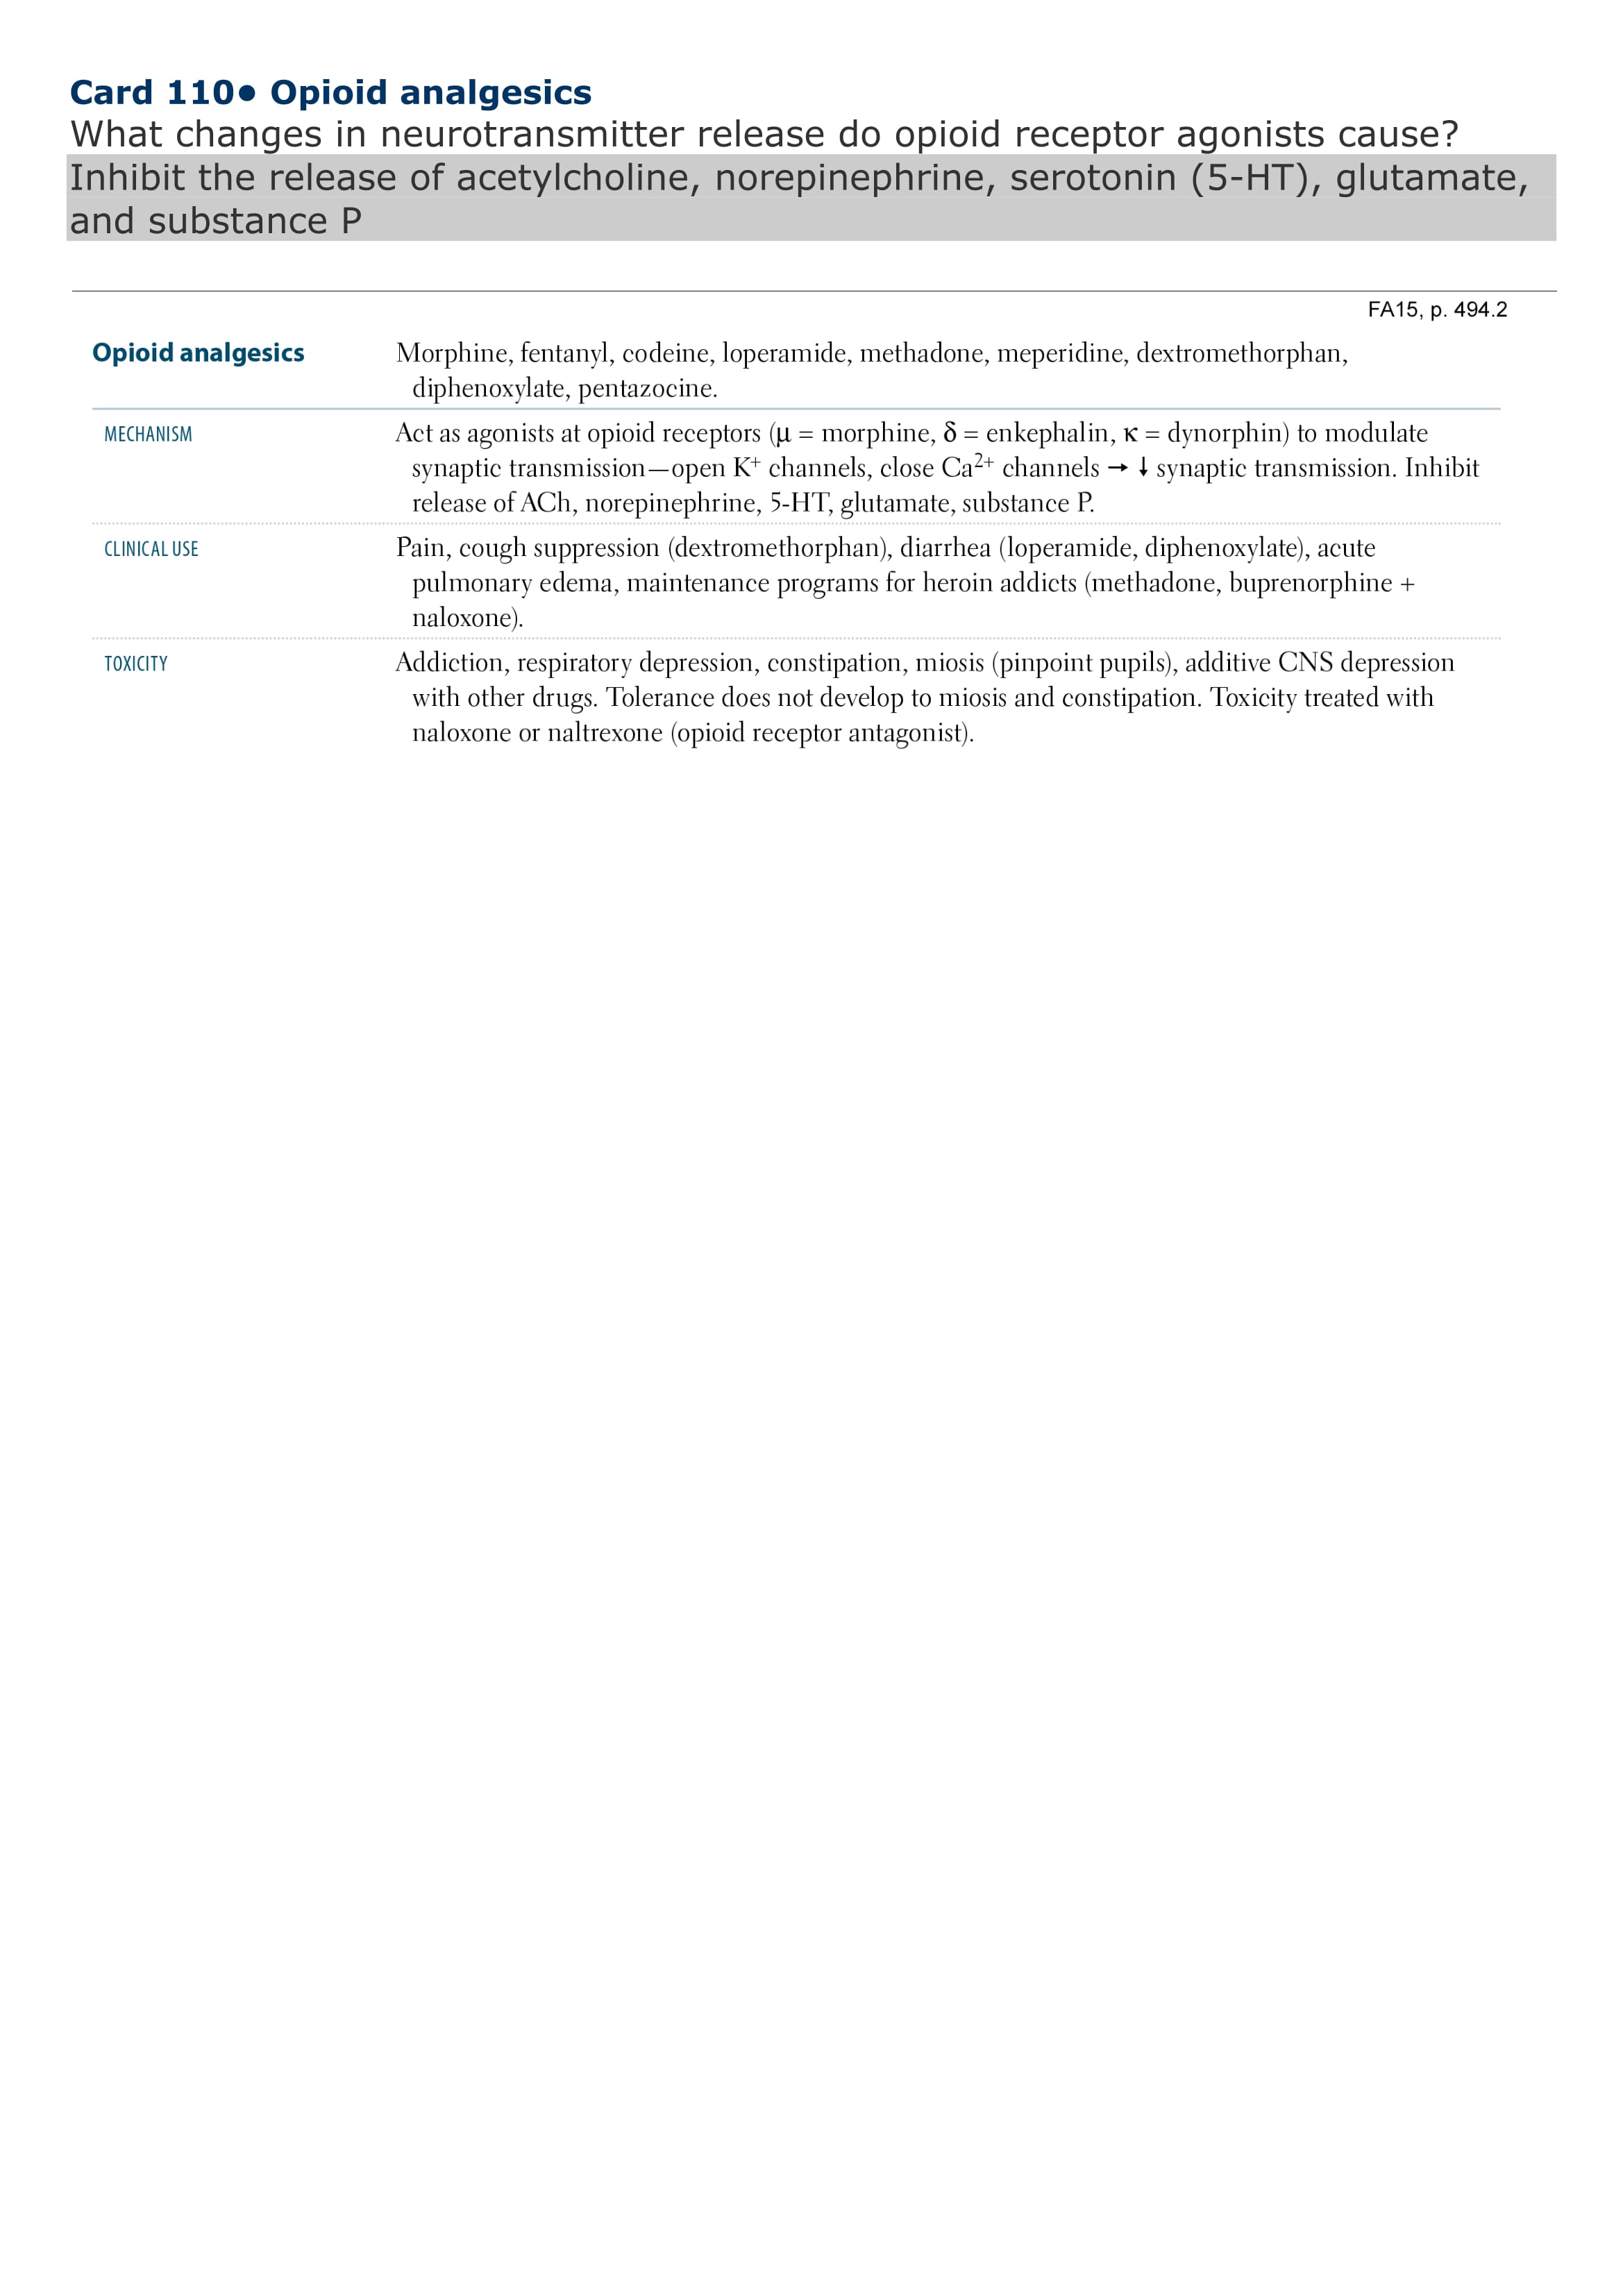 Card 110• Opioid analgesics
What changes in neurotransmitter release do opioid receptor agonists cause?
Inhibit the release of acetylcholine, norepinephrine, serotonin (5-HT), glutamate,
and substance P
FA15, p. 494.2
Opioid analgesics Morphine, fentanyl, codeine, loperamide, methadone, meperidine, dextromethorphan,
diphenoxylate, pentazocine.
MECHANISM Act as agonists at opioid receptors (μ = morphine, δ = enkephalin, κ = dynorphin) to modulate
synaptic transmission—open K⁺ channels, close Ca²⁺ channels → ↓ synaptic transmission. Inhibit
release of ACh, norepinephrine, 5-HT, glutamate, substance P.
CLINICAL USE Pain, cough suppression (dextromethorphan), diarrhea (loperamide, diphenoxylate), acute
pulmonary edema, maintenance programs for heroin addicts (methadone, buprenorphine +
naloxone).
TOXICITY Addiction, respiratory depression, constipation, miosis (pinpoint pupils), additive CNS depression
with other drugs. Tolerance does not develop to miosis and constipation. Toxicity treated with
naloxone or naltrexone (opioid receptor antagonist).